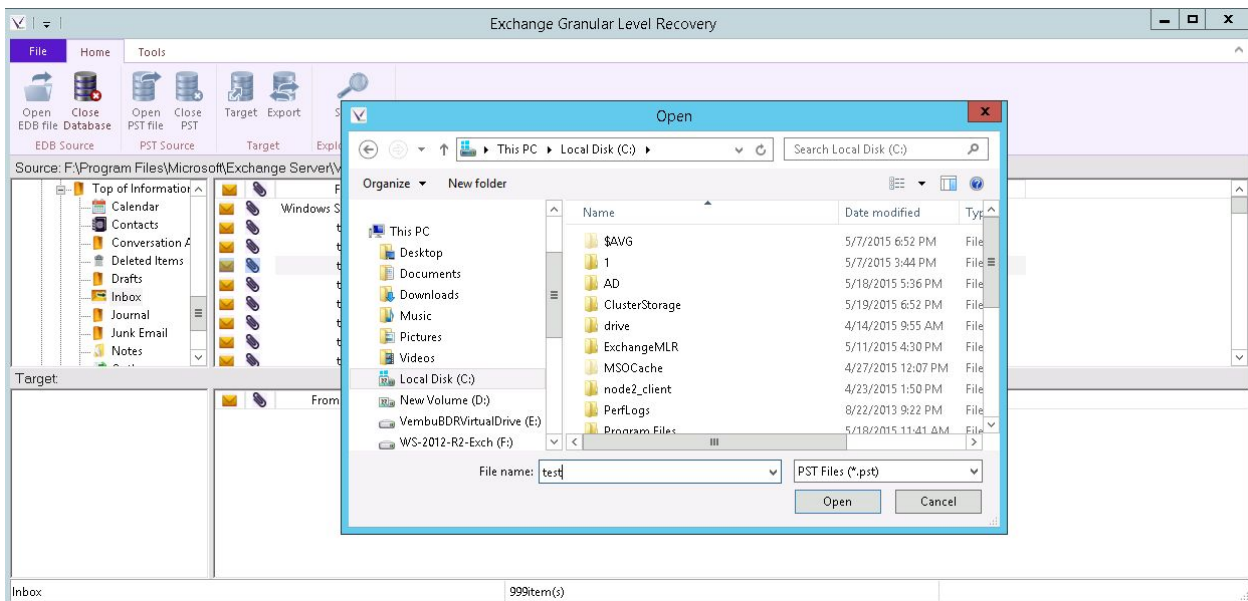 Exchange Granular Level Recovery
File Home Tools
Open EDB file Close Database Open PST file Close PST Target Export
EDB Source PST Source Target
Source: F:\Program Files\Microsoft\Exchange Server\
Top of Information
Calendar
Contacts
Conversation A
Deleted Items
Drafts
Inbox
Journal
Junk Email
Notes
Windows S
Target:
From
Inbox 999item(s)
Open
This PC Local Disk (C:) Search Local Disk (C:)
Organize New folder
This PC
Desktop
Documents
Downloads
Music
Pictures
Videos
Local Disk (C:)
New Volume (D:)
VembuBDRVirtualDrive (E:)
WS-2012-R2-Exch (F:)
Name Date modified Typ
$AVG 5/7/2015 6:52 PM File
1 5/7/2015 3:44 PM File
AD 5/18/2015 5:36 PM File
ClusterStorage 5/19/2015 6:52 PM File
drive 4/14/2015 9:55 AM File
ExchangeMLR 5/11/2015 4:30 PM File
MSOCache 4/27/2015 12:07 PM File
node2_client 4/23/2015 1:50 PM File
PerfLogs 8/22/2013 9:22 PM File
Program Files 5/18/2015 11:41 AM File
File name: test PST Files (*.pst)
Open Cancel